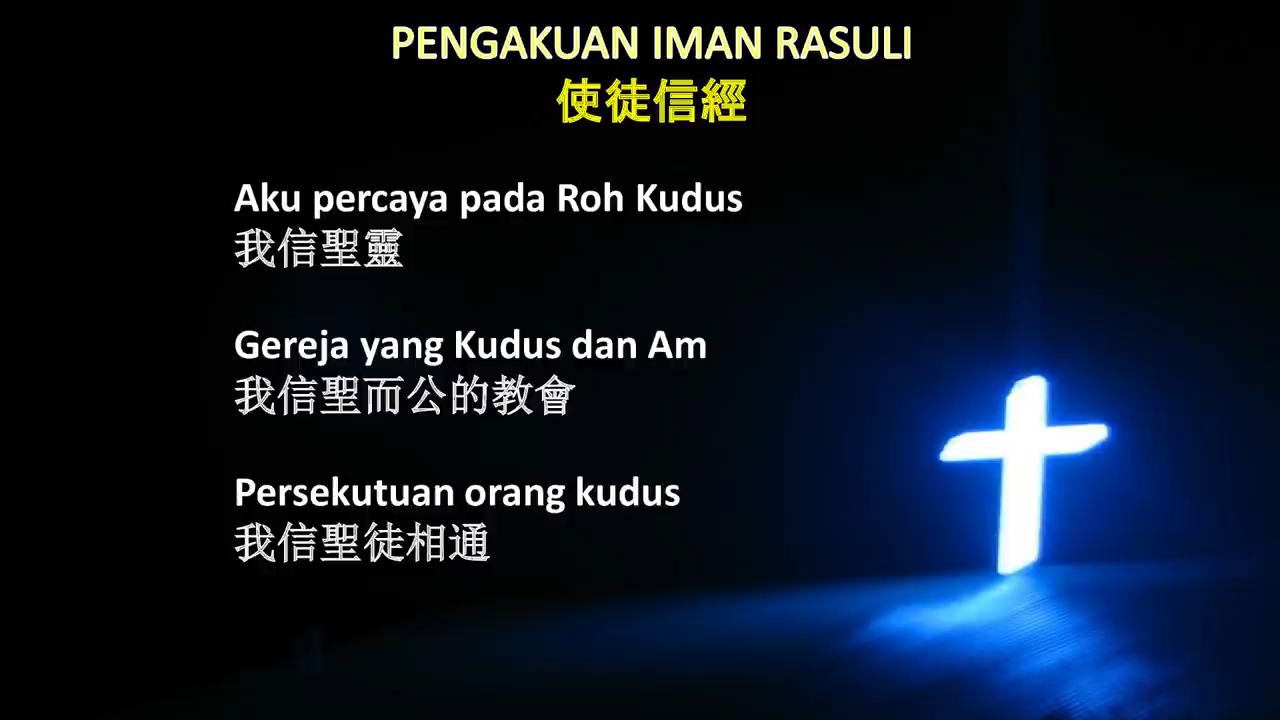 PENGAKUAN IMAN RASULI
使徒信經
Aku percaya pada Roh Kudus
我信聖靈
Gereja yang Kudus dan Am
我信聖而公的教會
Persekutuan orang kudus
我信聖徒相通